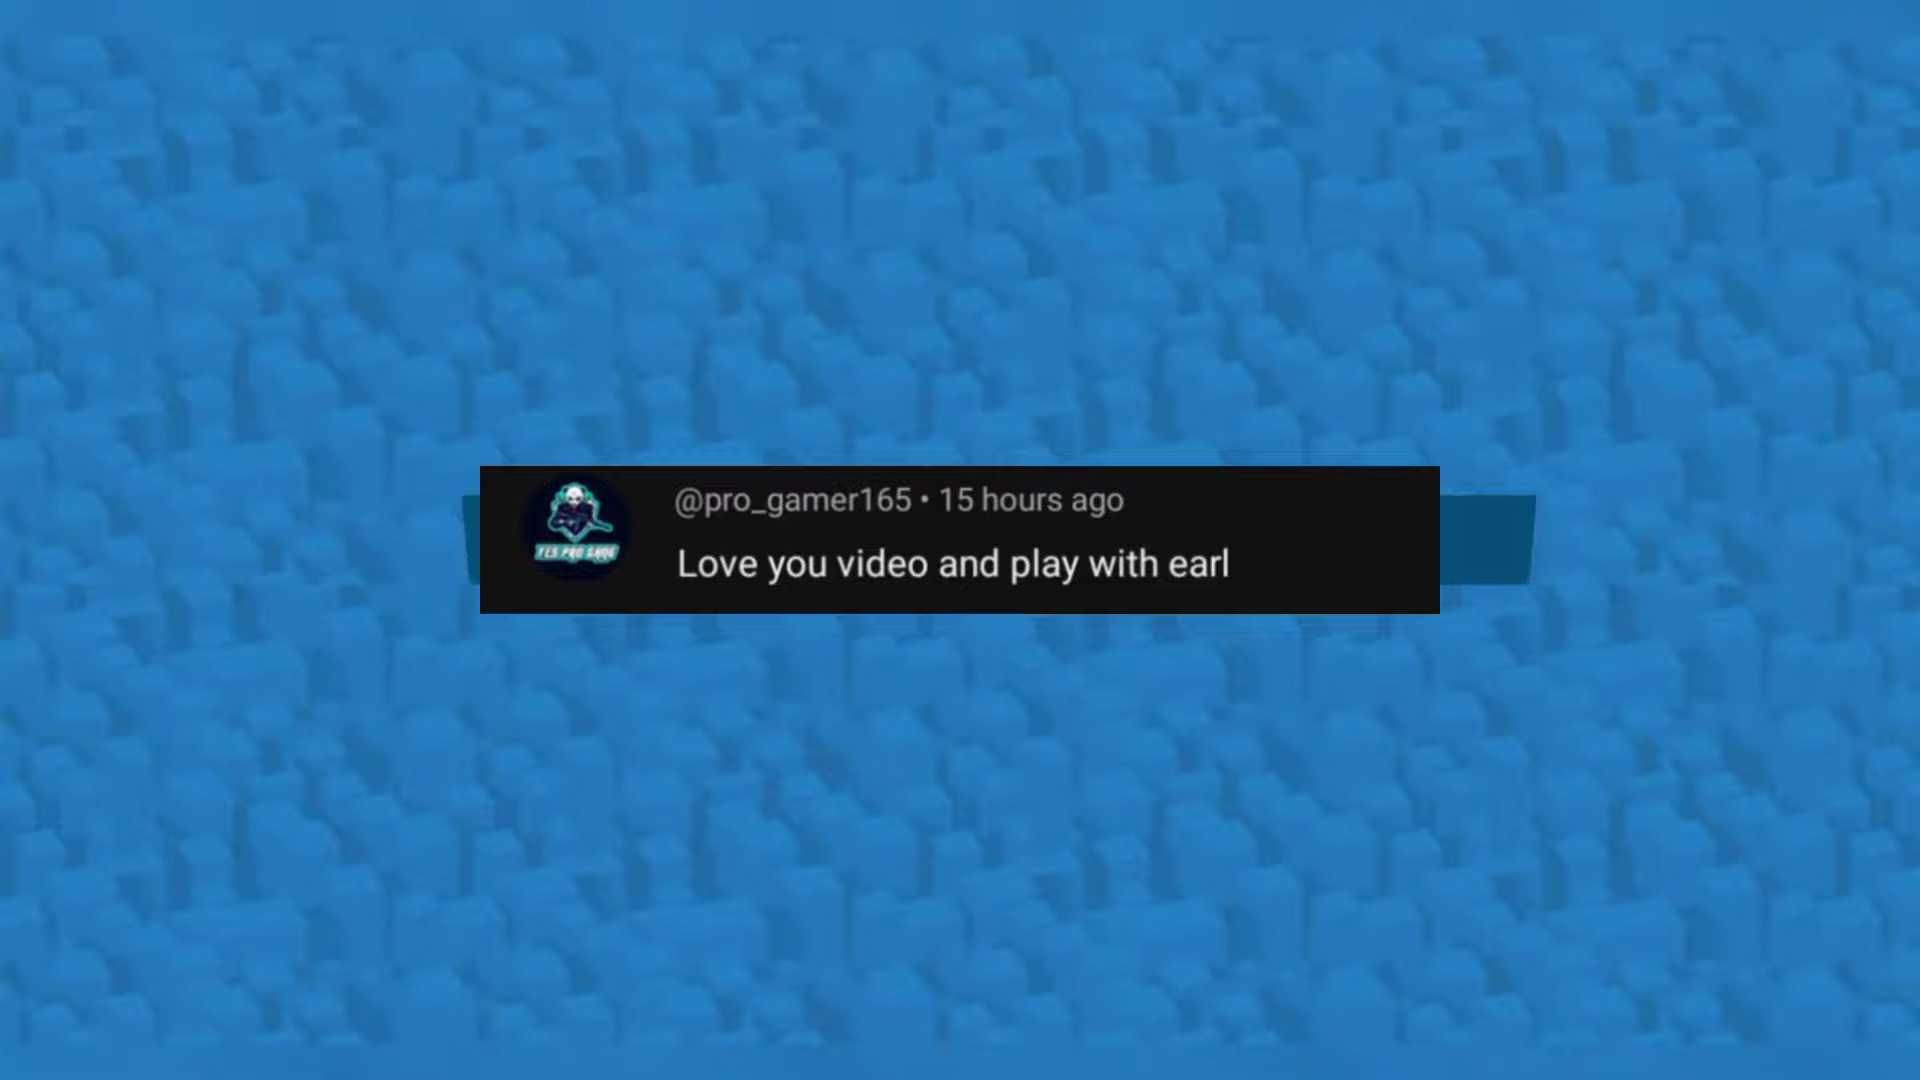 @pro_gamer165 • 15 hours ago
Love you video and play with earl